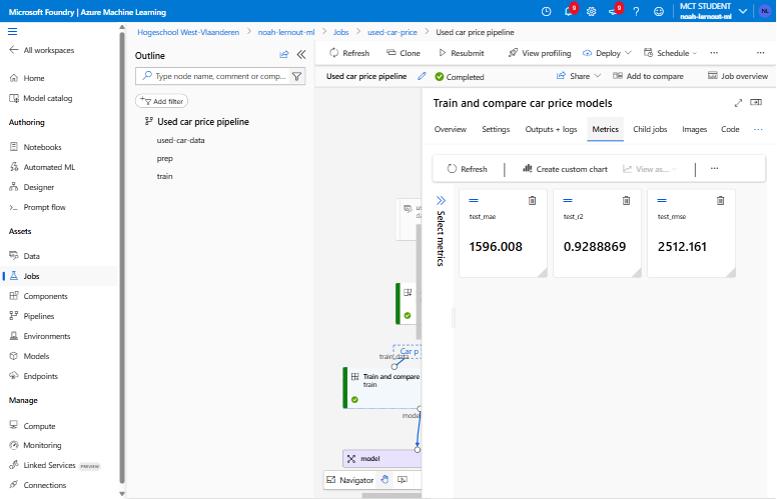 Microsoft Foundry | Azure Machine Learning
9
9
?
MCT STUDENT
noah-lernout-ml
NL
All workspaces
Home
Model catalog
Authoring
Notebooks
Automated ML
Designer
Prompt flow
Assets
Data
Jobs
Components
Pipelines
Environments
Models
Endpoints
Manage
Compute
Monitoring
Linked Services PREVIEW
Connections
Hogeschool West-Vlaanderen > noah-lernout-ml > Jobs > used-car-price > Used car price pipeline
Outline
Type node name, comment or comp...
Add filter
Used car price pipeline
used-car-data
prep
train
Refresh Clone Resubmit View profiling Deploy Schedule ... ...
Used car price pipeline Completed Share Add to compare Job overview
Car p
train_data
Train and compare
train
model
model
Navigator
Train and compare car price models
Overview Settings Outputs + logs Metrics Child jobs Images Code ...
Refresh | Create custom chart View as... | ...
Select metrics
test_mae
1596.008
test_r2
0.9288869
test_rmse
2512.161